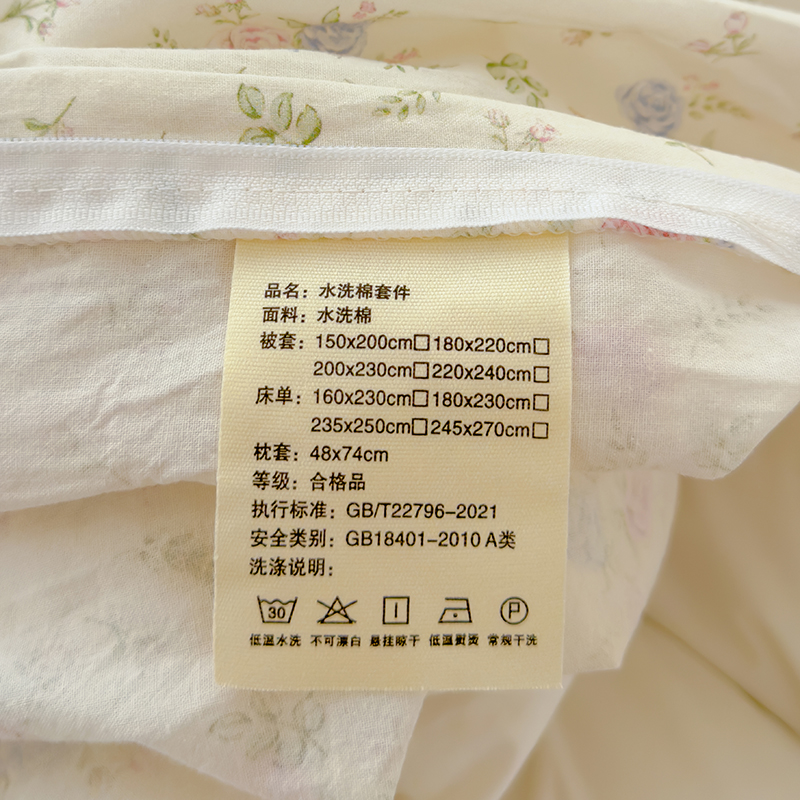 品名：水洗棉套件
面料：水洗棉
被套：150x200cm□180x220cm□
200x230cm□220x240cm□
床单：160x230cm□180x230cm□
235x250cm□245x270cm□
枕套：48x74cm
等级：合格品
执行标准：GB/T22796-2021
安全类别：GB18401-2010 A类
洗涤说明：
30 P
低温水洗 不可漂白 悬挂晾干 低温熨烫 常规干洗